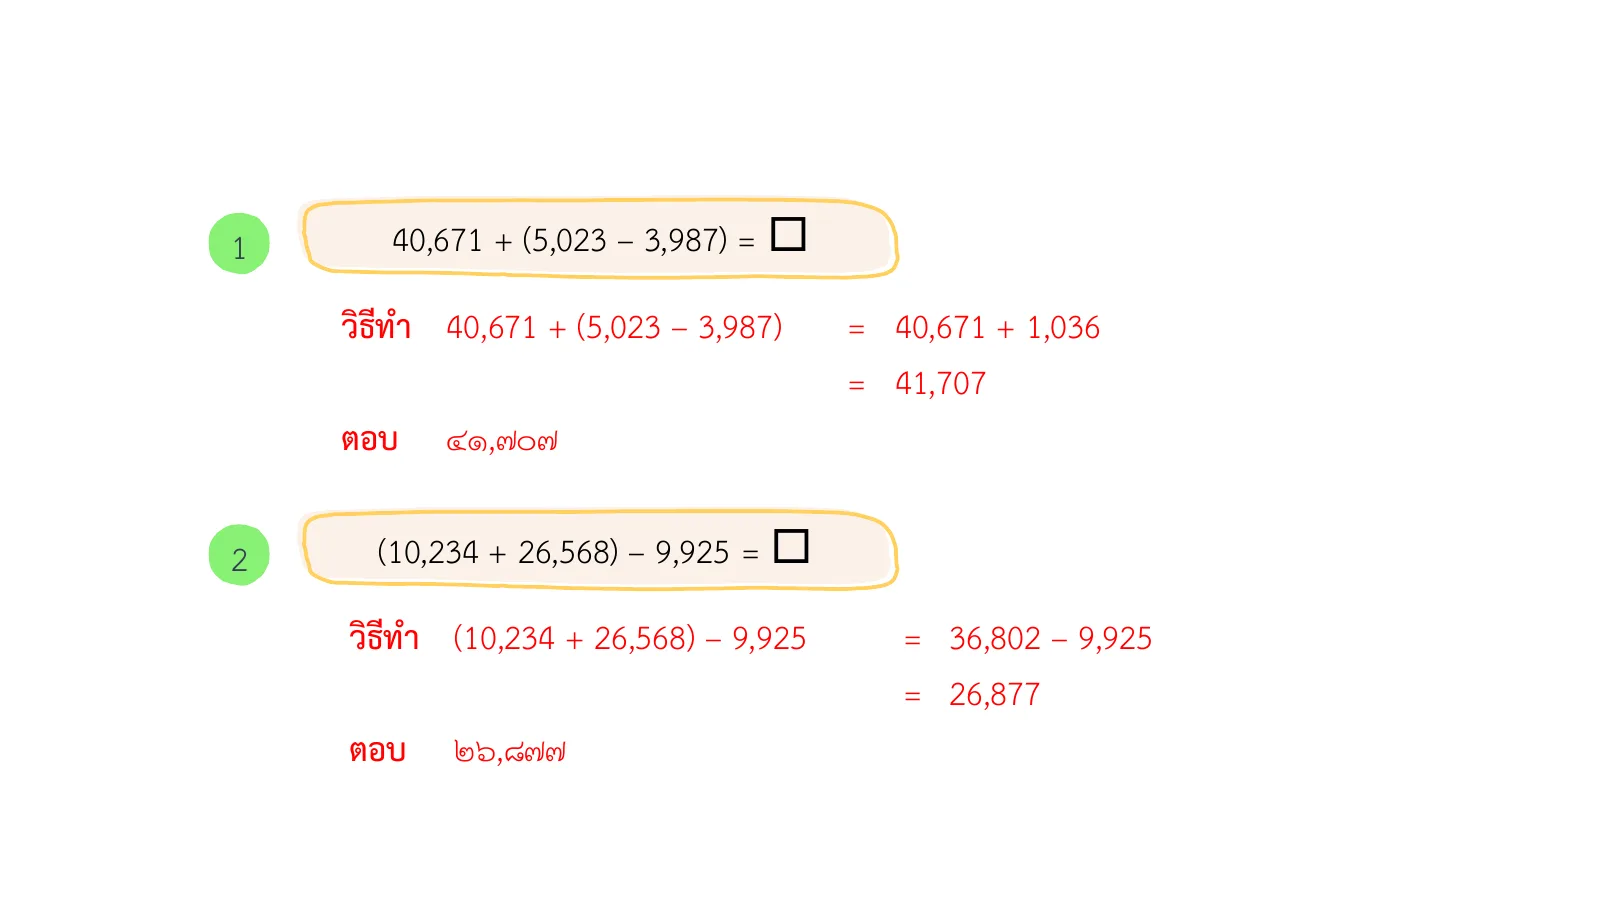 1 40,671 + (5,023 – 3,987) = □
วิธีทำ 40,671 + (5,023 – 3,987) = 40,671 + 1,036
= 41,707
ตอบ ๔๑,๗๐๗
2 (10,234 + 26,568) – 9,925 = □
วิธีทำ (10,234 + 26,568) – 9,925 = 36,802 – 9,925
= 26,877
ตอบ ๒๖,๘๗๗